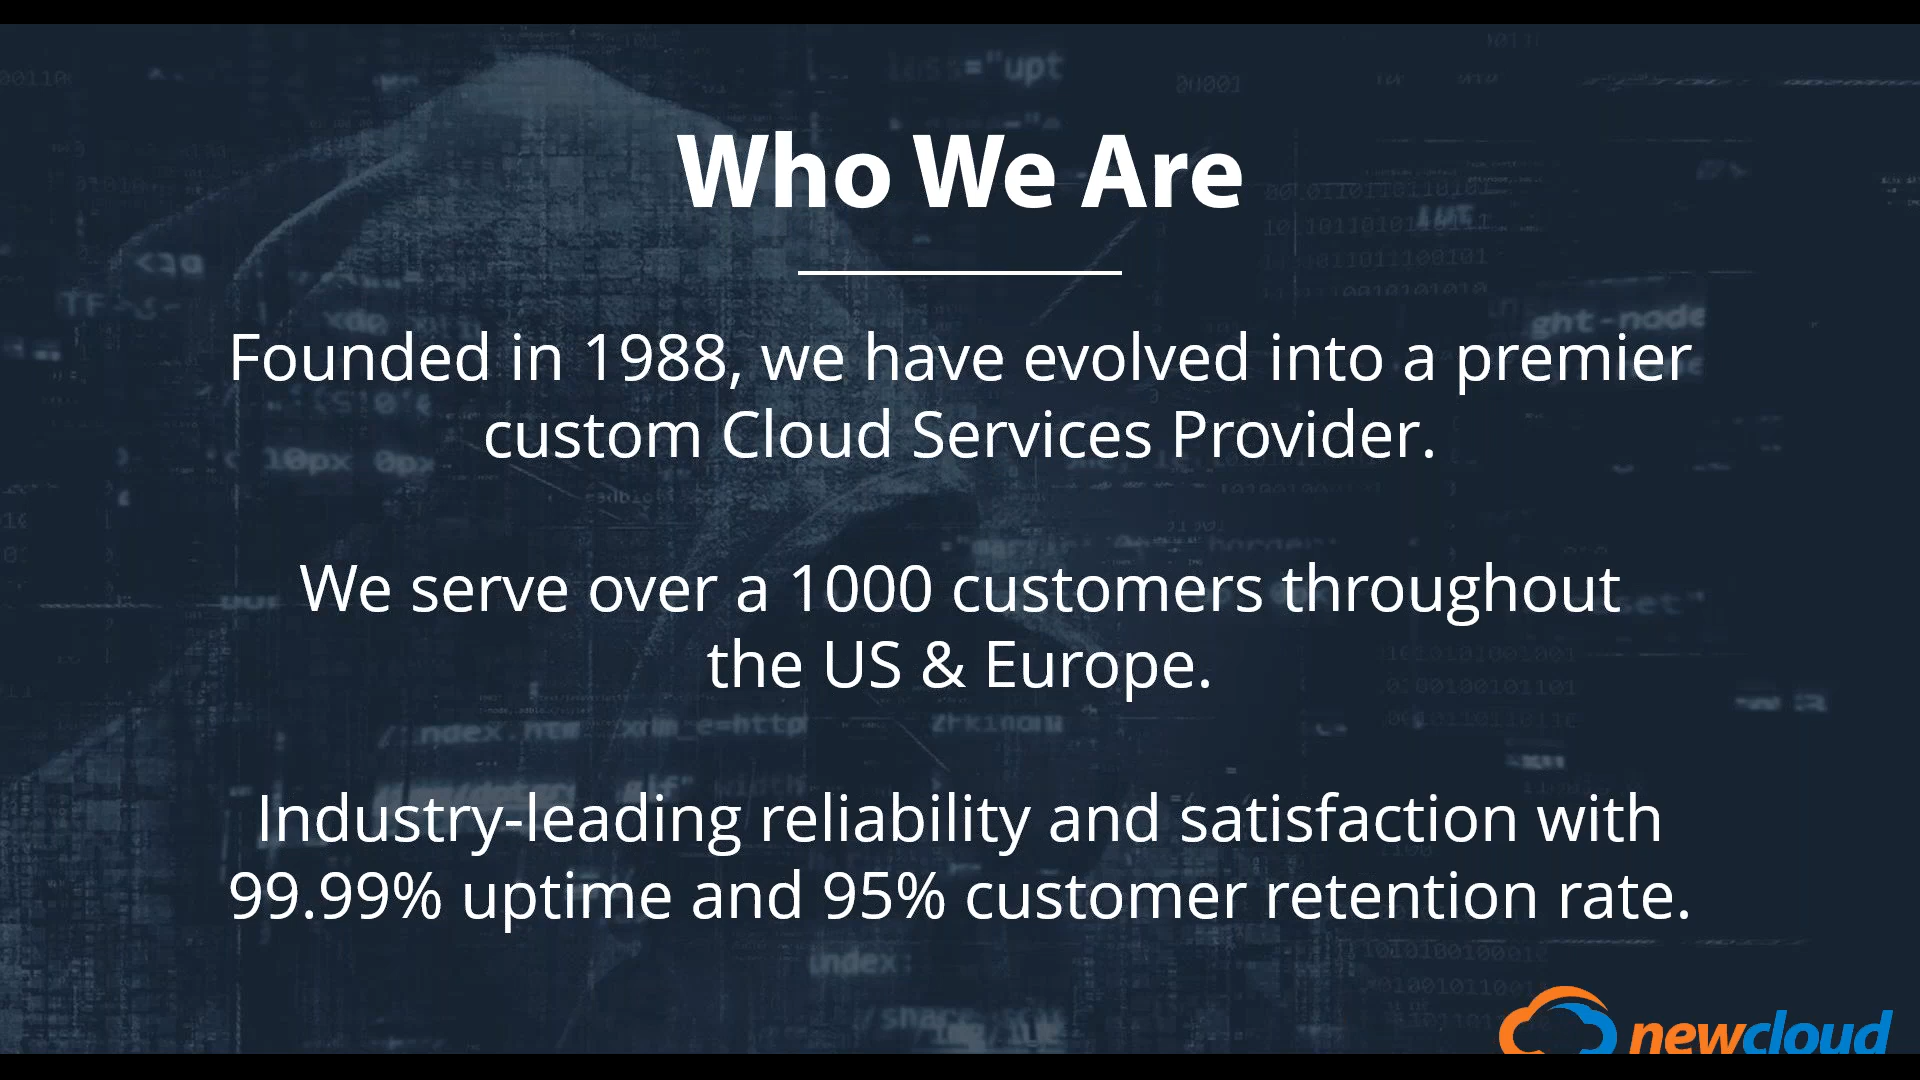 Who We Are
Founded in 1988, we have evolved into a premier
custom Cloud Services Provider.
We serve over a 1000 customers throughout
the US & Europe.
Industry-leading reliability and satisfaction with
99.99% uptime and 95% customer retention rate.
newcloud